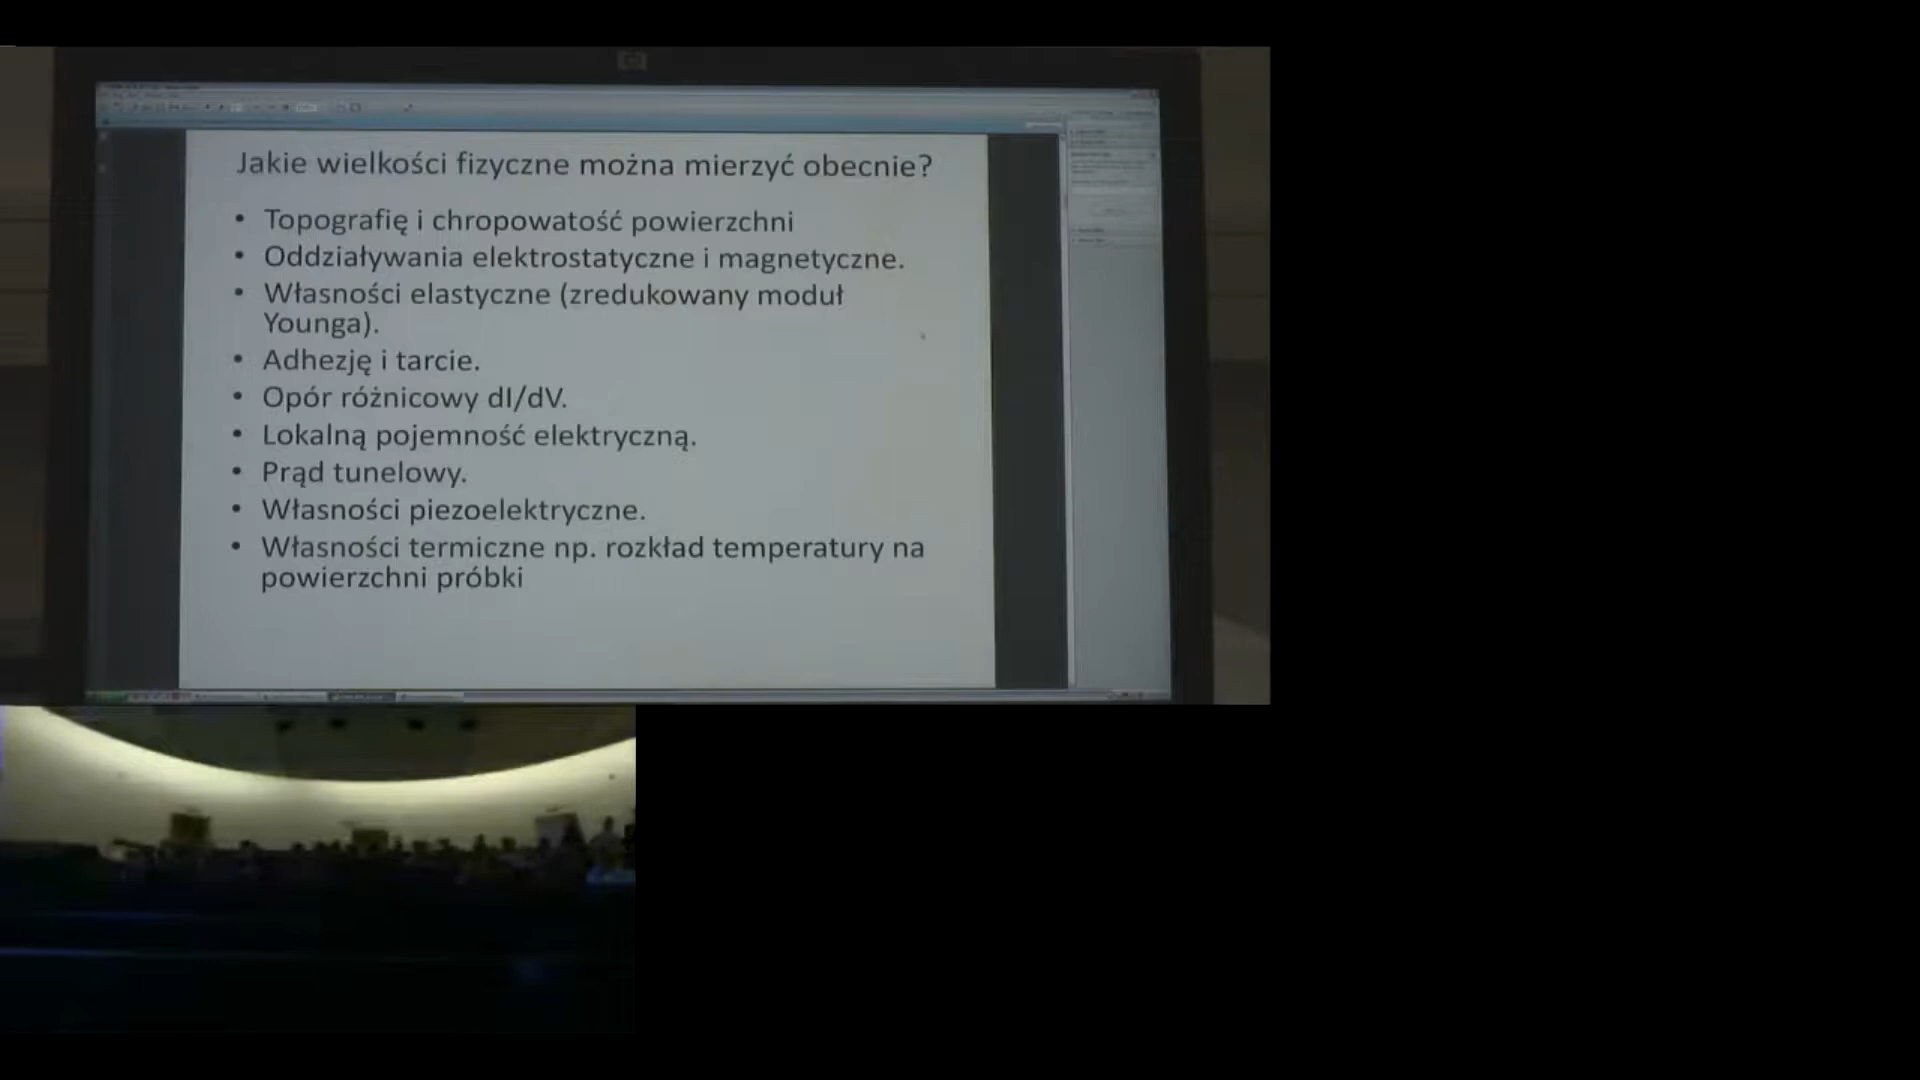 Jakie wielkości fizyczne można mierzyć obecnie?
• Topografię i chropowatość powierzchni
• Oddziaływania elektrostatyczne i magnetyczne.
• Własności elastyczne (zredukowany moduł
Younga).
• Adhezję i tarcie.
• Opór różnicowy dI/dV.
• Lokalną pojemność elektryczną.
• Prąd tunelowy.
• Własności piezoelektryczne.
• Własności termiczne np. rozkład temperatury na
powierzchni próbki